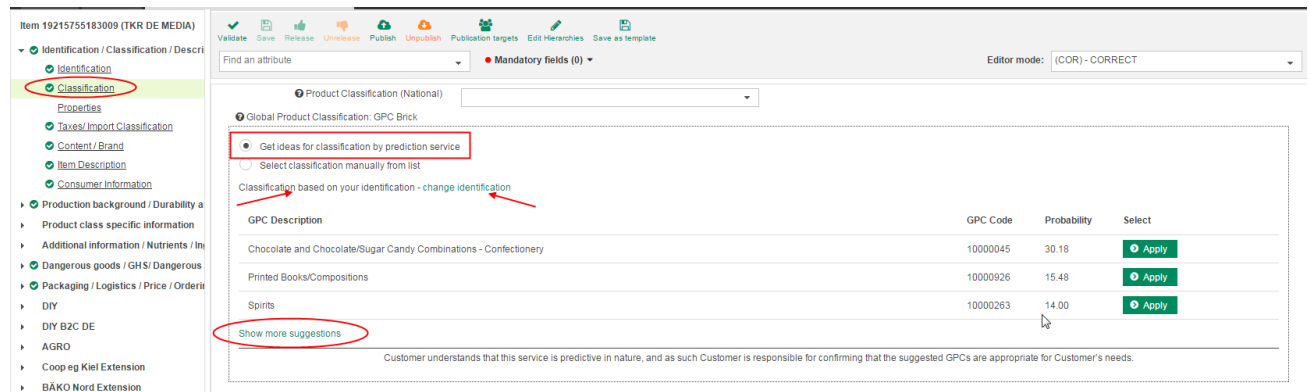 Item 19215755183009 (TKR DE MEDIA)
Identification / Classification / Descri
Identification
Classification
Properties
Taxes/ Import Classification
Content / Brand
Item Description
Consumer Information
Production background / Durability a
Product class specific information
Additional information / Nutrients / In
Dangerous goods / GHS/ Dangerous
Packaging / Logistics / Price / Orderin
DIY
DIY B2C DE
AGRO
Coop eg Kiel Extension
BÄKO Nord Extension
Validate Save Release Unrelease Publish Unpublish Publication targets Edit Hierarchies Save as template
Find an attribute Mandatory fields (0) Editor mode: (COR) - CORRECT
Product Classification (National)
Global Product Classification: GPC Brick
Get ideas for classification by prediction service
Select classification manually from list
Classification based on your identification - change identification
GPC Description GPC Code Probability Select
Chocolate and Chocolate/Sugar Candy Combinations - Confectionery 10000045 30.18 Apply
Printed Books/Compositions 10000926 15.48 Apply
Spirits 10000263 14.00 Apply
Show more suggestions
Customer understands that this service is predictive in nature, and as such Customer is responsible for confirming that the suggested GPCs are appropriate for Customer's needs.